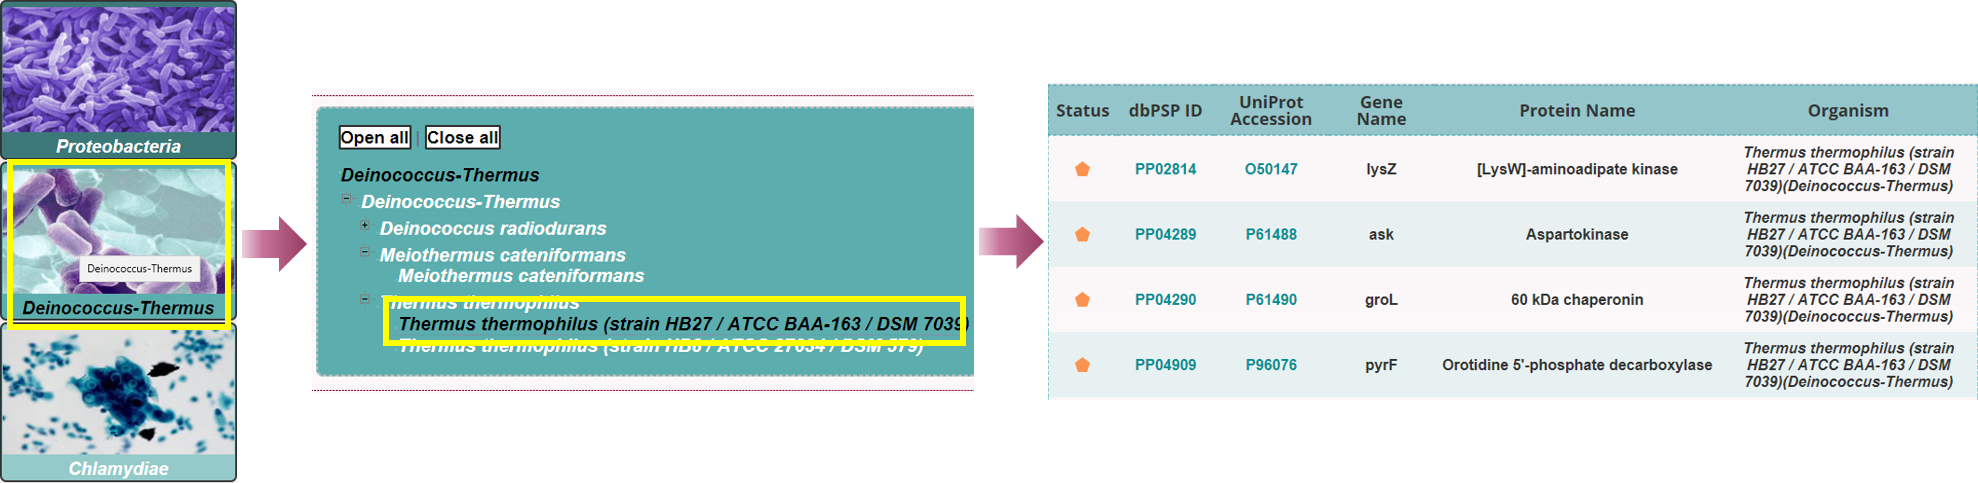 Proteobacteria
Deinococcus-Thermus
Deinococcus-Thermus
Chlamydiae
Open all | Close all
Deinococcus-Thermus
Deinococcus-Thermus
Deinococcus radiodurans
Meiothermus cateniformans
Meiothermus cateniformans
Thermus thermophilus
Thermus thermophilus (strain HB27 / ATCC BAA-163 / DSM 7039)
Thermus thermophilus (strain HB8 / ATCC 27634 / DSM 579)
Status dbPSP ID UniProt Accession Gene Name Protein Name Organism
PP02814 O50147 lysZ [LysW]-aminoadipate kinase Thermus thermophilus (strain
HB27 / ATCC BAA-163 / DSM
7039)(Deinococcus-Thermus)
PP04289 P61488 ask Aspartokinase Thermus thermophilus (strain
HB27 / ATCC BAA-163 / DSM
7039)(Deinococcus-Thermus)
PP04290 P61490 groL 60 kDa chaperonin Thermus thermophilus (strain
HB27 / ATCC BAA-163 / DSM
7039)(Deinococcus-Thermus)
PP04909 P96076 pyrF Orotidine 5'-phosphate decarboxylase Thermus thermophilus (strain
HB27 / ATCC BAA-163 / DSM
7039)(Deinococcus-Thermus)